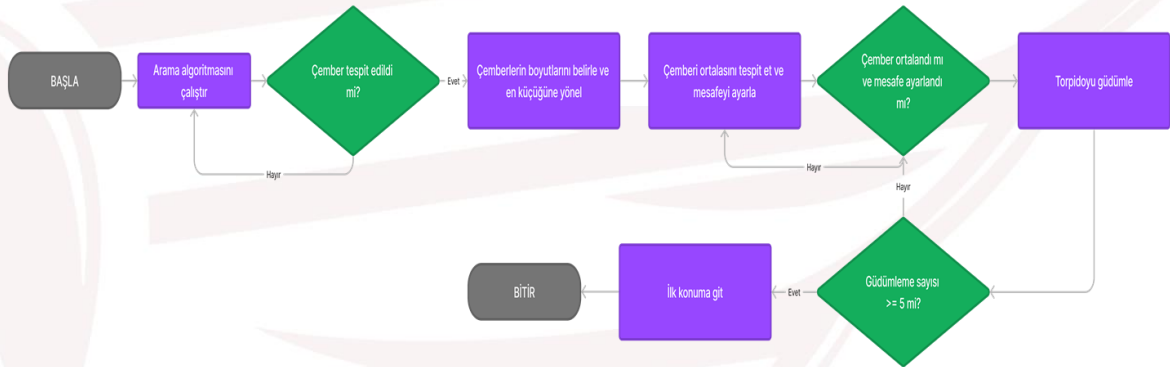 BAŞLA
Arama algoritmasını
çalıştır
Çember tespit edildi
mi?
Evet
Hayır
Çemberlerin boyutlarını belirle ve
en küçüğüne yönel
Çemberi ortalasını tespit et ve
mesafeyi ayarla
Çember ortalandı mı
ve mesafe ayarlandı
mı?
Hayır
Torpidoyu güdümle
Hayır
Güdümleme sayısı
>= 5 mi?
Evet
İlk konuma git
BİTİR